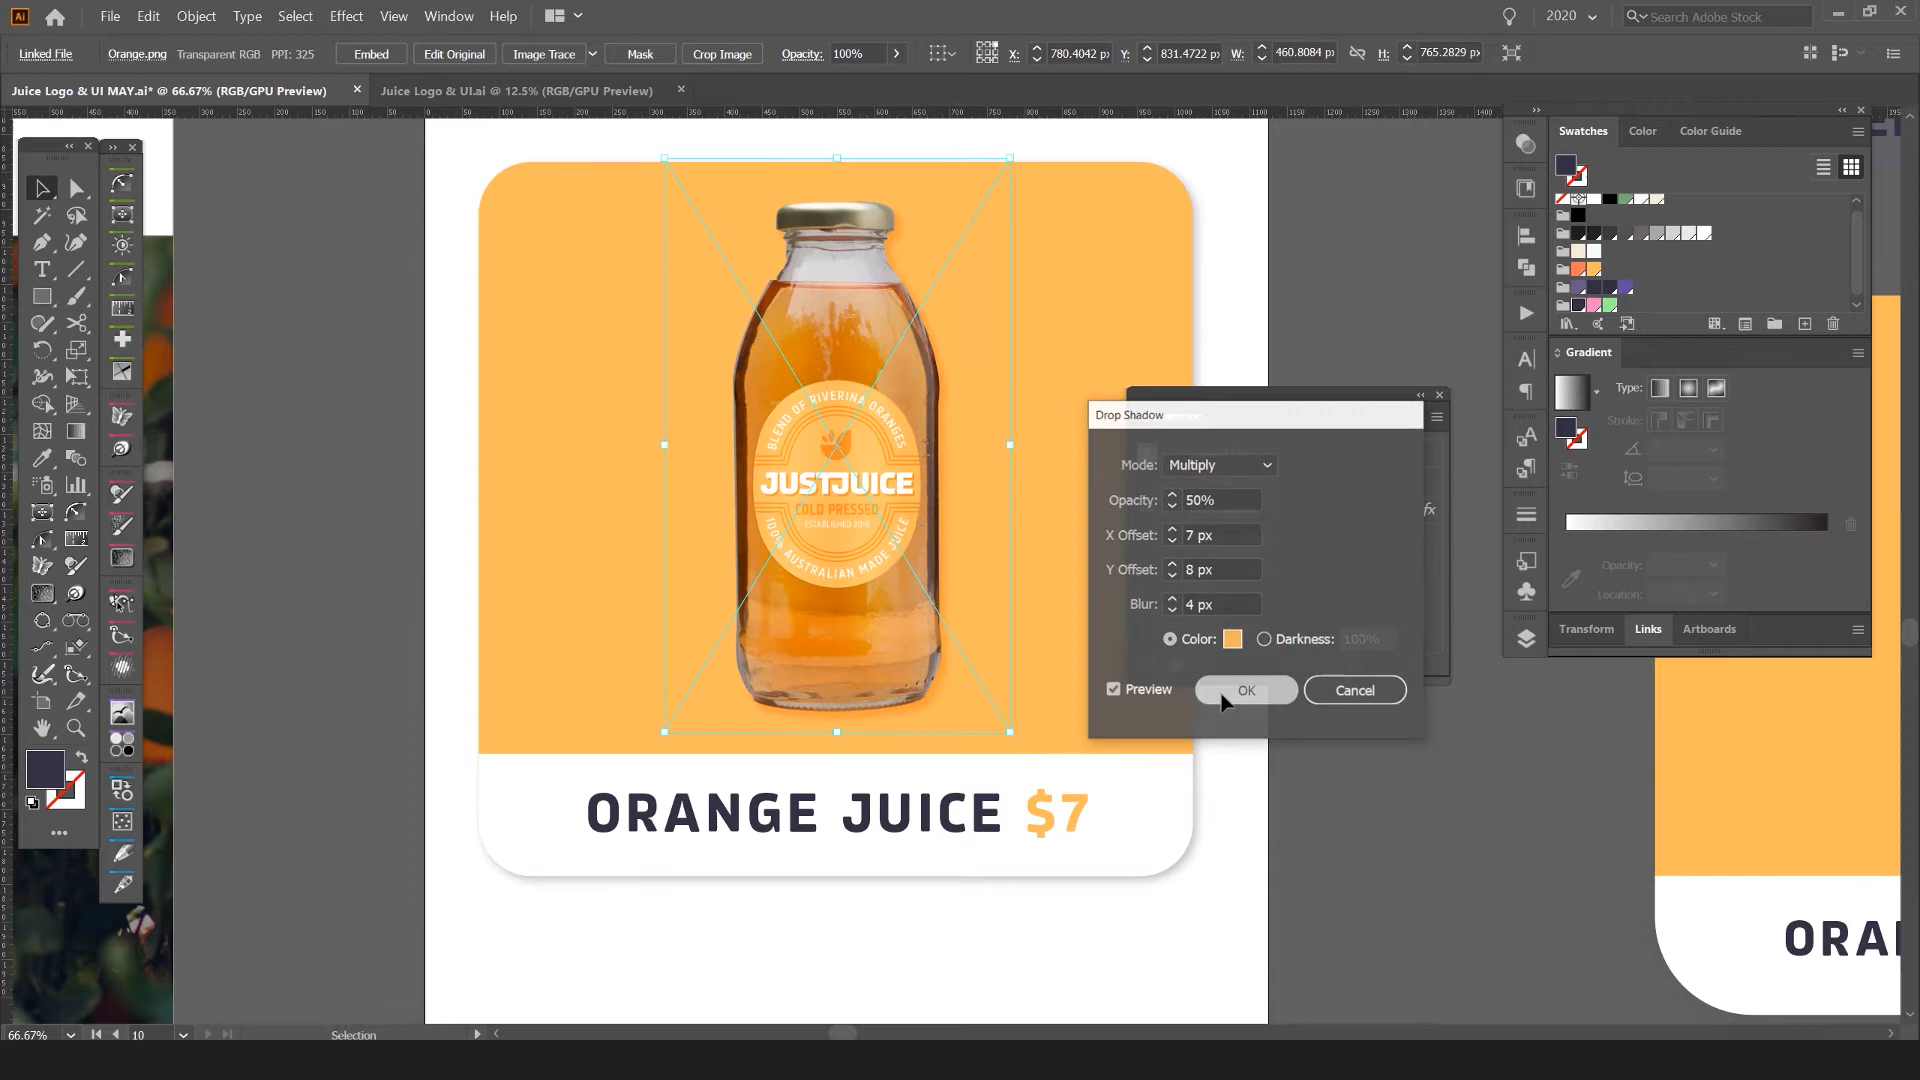 Ai File Edit Object Type Select Effect View Window Help 2020 Search Adobe Stock
Linked File Orange.png Transparent RGB PPI: 325 Embed Edit Original Image Trace Mask Crop Image Opacity: 100% X: 780.4042 px Y: 831.4722 px W: 460.8084 px H: 765.2829 px
Juice Logo & UI MAY.ai* @ 66.67% (RGB/GPU Preview) × Juice Logo & UI.ai @ 12.5% (RGB/GPU Preview) ×
Swatches Color Color Guide
Gradient
Type:
Stroke:
Opacity:
Location:
Transform Links Artboards
BLEND OF RIVERINA ORANGES
JUSTJUICE
COLD PRESSED
ESTABLISHED 2019
100% AUSTRALIAN MADE JUICE
Drop Shadow
Mode: Multiply
Opacity: 50%
X Offset: 7 px
Y Offset: 8 px
Blur: 4 px
Color: Darkness: 100%
Preview OK Cancel
fx
ORANGE JUICE $7
ORA
66.67% 10 Selection